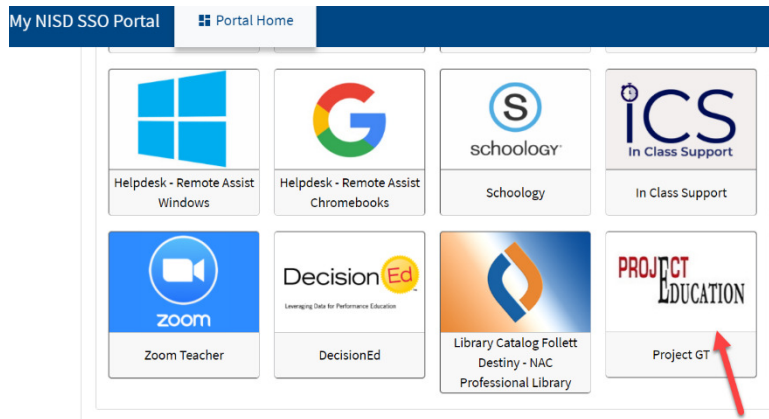 My NISD SSO Portal
Portal Home
Helpdesk - Remote Assist
Windows
Helpdesk - Remote Assist
Chromebooks
S
schoology
Schoology
iCS
In Class Support
In Class Support
zoom
Zoom Teacher
Decision Ed
Leveraging Data for Performance Education
DecisionEd
Library Catalog Follett
Destiny - NAC
Professional Library
PROJECT
EDUCATION
Project GT